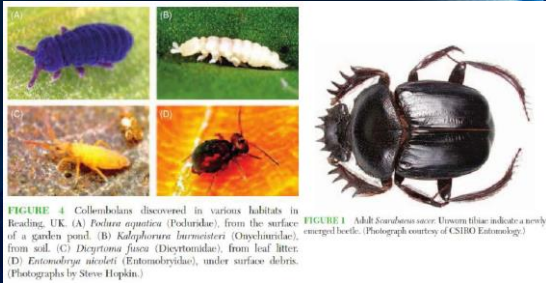 (A)
(B)
(C)
(D)
FIGURE 4 Collembolans discovered in various habitats in
Reading, UK. (A) Podura aquatica (Poduridae), from the surface
of a garden pond. (B) Kalaphorura burmeisteri (Onychiuridae),
from soil. (C) Dicyrtoma fusca (Dicyrtomidae), from leaf litter.
(D) Entomobrya nicoleti (Entomobryidae), under surface debris.
(Photographs by Steve Hopkin.)
FIGURE 1 Adult Scarabaeus sacer. Unworn tibiae indicate a newly
emerged beetle. (Photograph courtesy of CSIRO Entomology.)